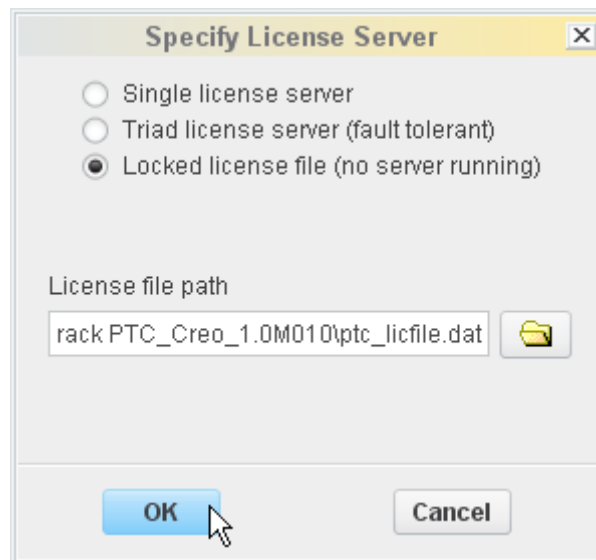 Specify License Server
Single license server
Triad license server (fault tolerant)
Locked license file (no server running)
License file path
rack PTC_Creo_1.0M010\ptc_licfile.dat
OK
Cancel